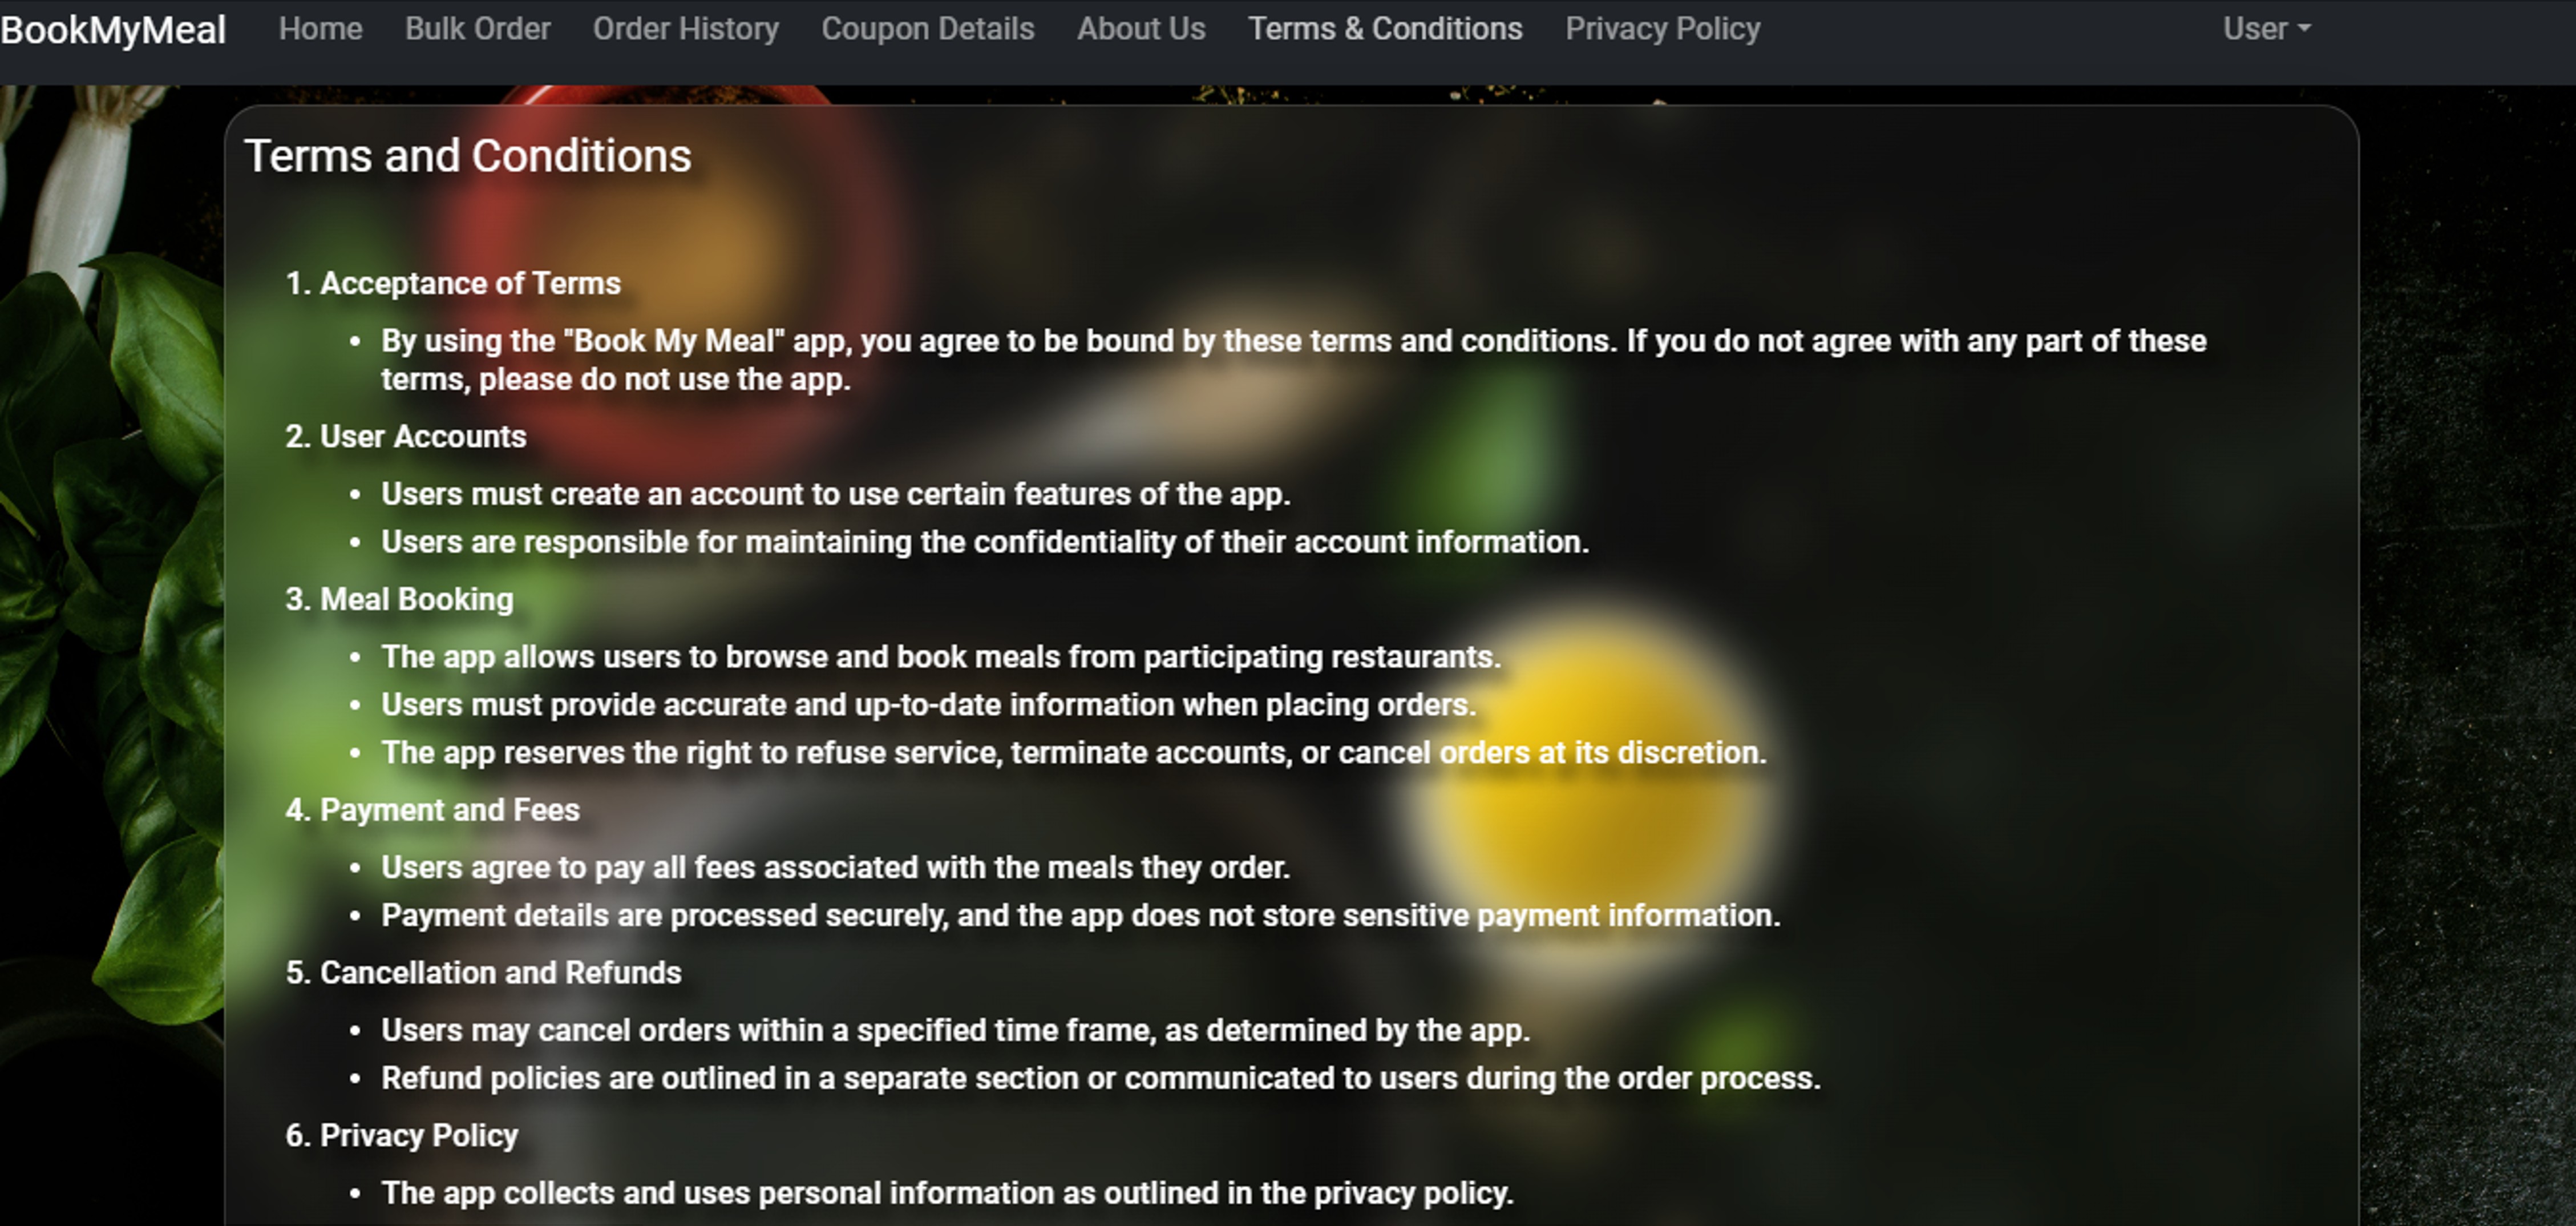 BookMyMeal Home Bulk Order Order History Coupon Details About Us Terms & Conditions Privacy Policy User
Terms and Conditions
1. Acceptance of Terms
• By using the "Book My Meal" app, you agree to be bound by these terms and conditions. If you do not agree with any part of these
terms, please do not use the app.
2. User Accounts
• Users must create an account to use certain features of the app.
• Users are responsible for maintaining the confidentiality of their account information.
3. Meal Booking
• The app allows users to browse and book meals from participating restaurants.
• Users must provide accurate and up-to-date information when placing orders.
• The app reserves the right to refuse service, terminate accounts, or cancel orders at its discretion.
4. Payment and Fees
• Users agree to pay all fees associated with the meals they order.
• Payment details are processed securely, and the app does not store sensitive payment information.
5. Cancellation and Refunds
• Users may cancel orders within a specified time frame, as determined by the app.
• Refund policies are outlined in a separate section or communicated to users during the order process.
6. Privacy Policy
• The app collects and uses personal information as outlined in the privacy policy.